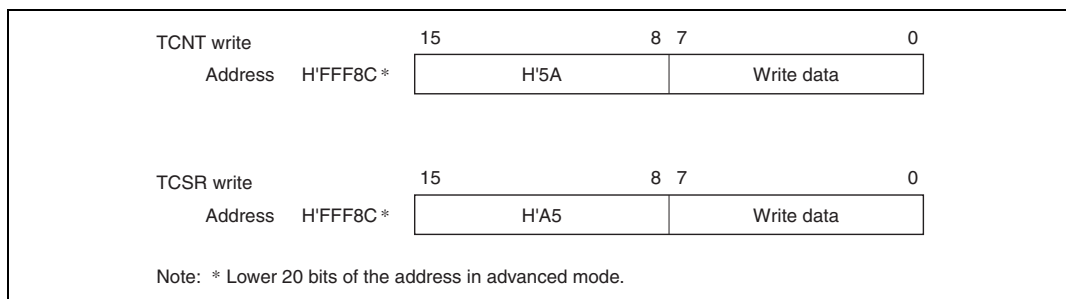 TCNT write 15 8 7 0
Address H'FFF8C * H'5A Write data
TCSR write 15 8 7 0
Address H'FFF8C * H'A5 Write data
Note: * Lower 20 bits of the address in advanced mode.